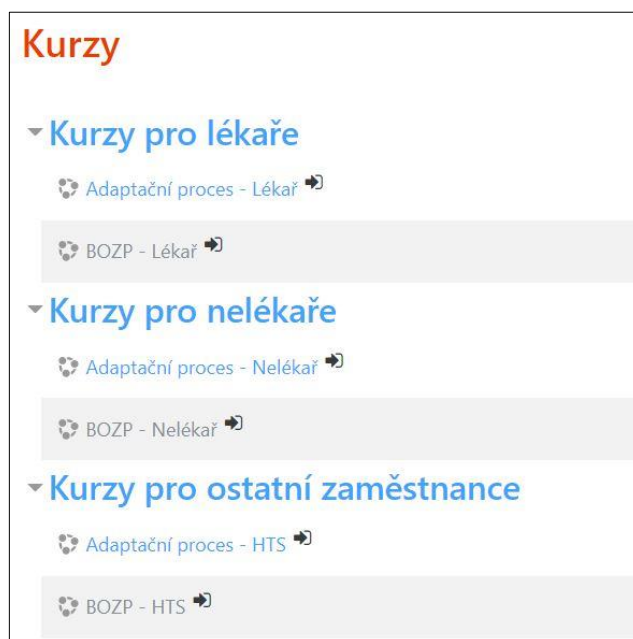 Kurzy
Kurzy pro lékaře
Adaptační proces - Lékař
BOZP - Lékař
Kurzy pro nelékaře
Adaptační proces - Nelékař
BOZP - Nelékař
Kurzy pro ostatní zaměstnance
Adaptační proces - HTS
BOZP - HTS